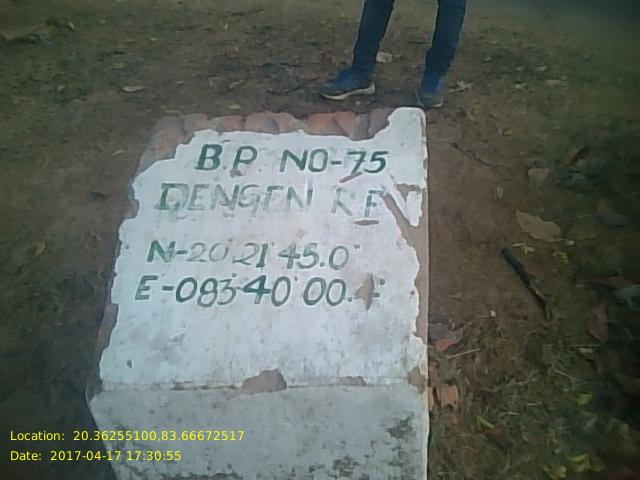 B.P. NO-75
DENGEN R.F
N-20°21'45.0"
E-083°40'00.4"
Location: 20.36255100,83.66672517
Date: 2017-04-17 17:30:55